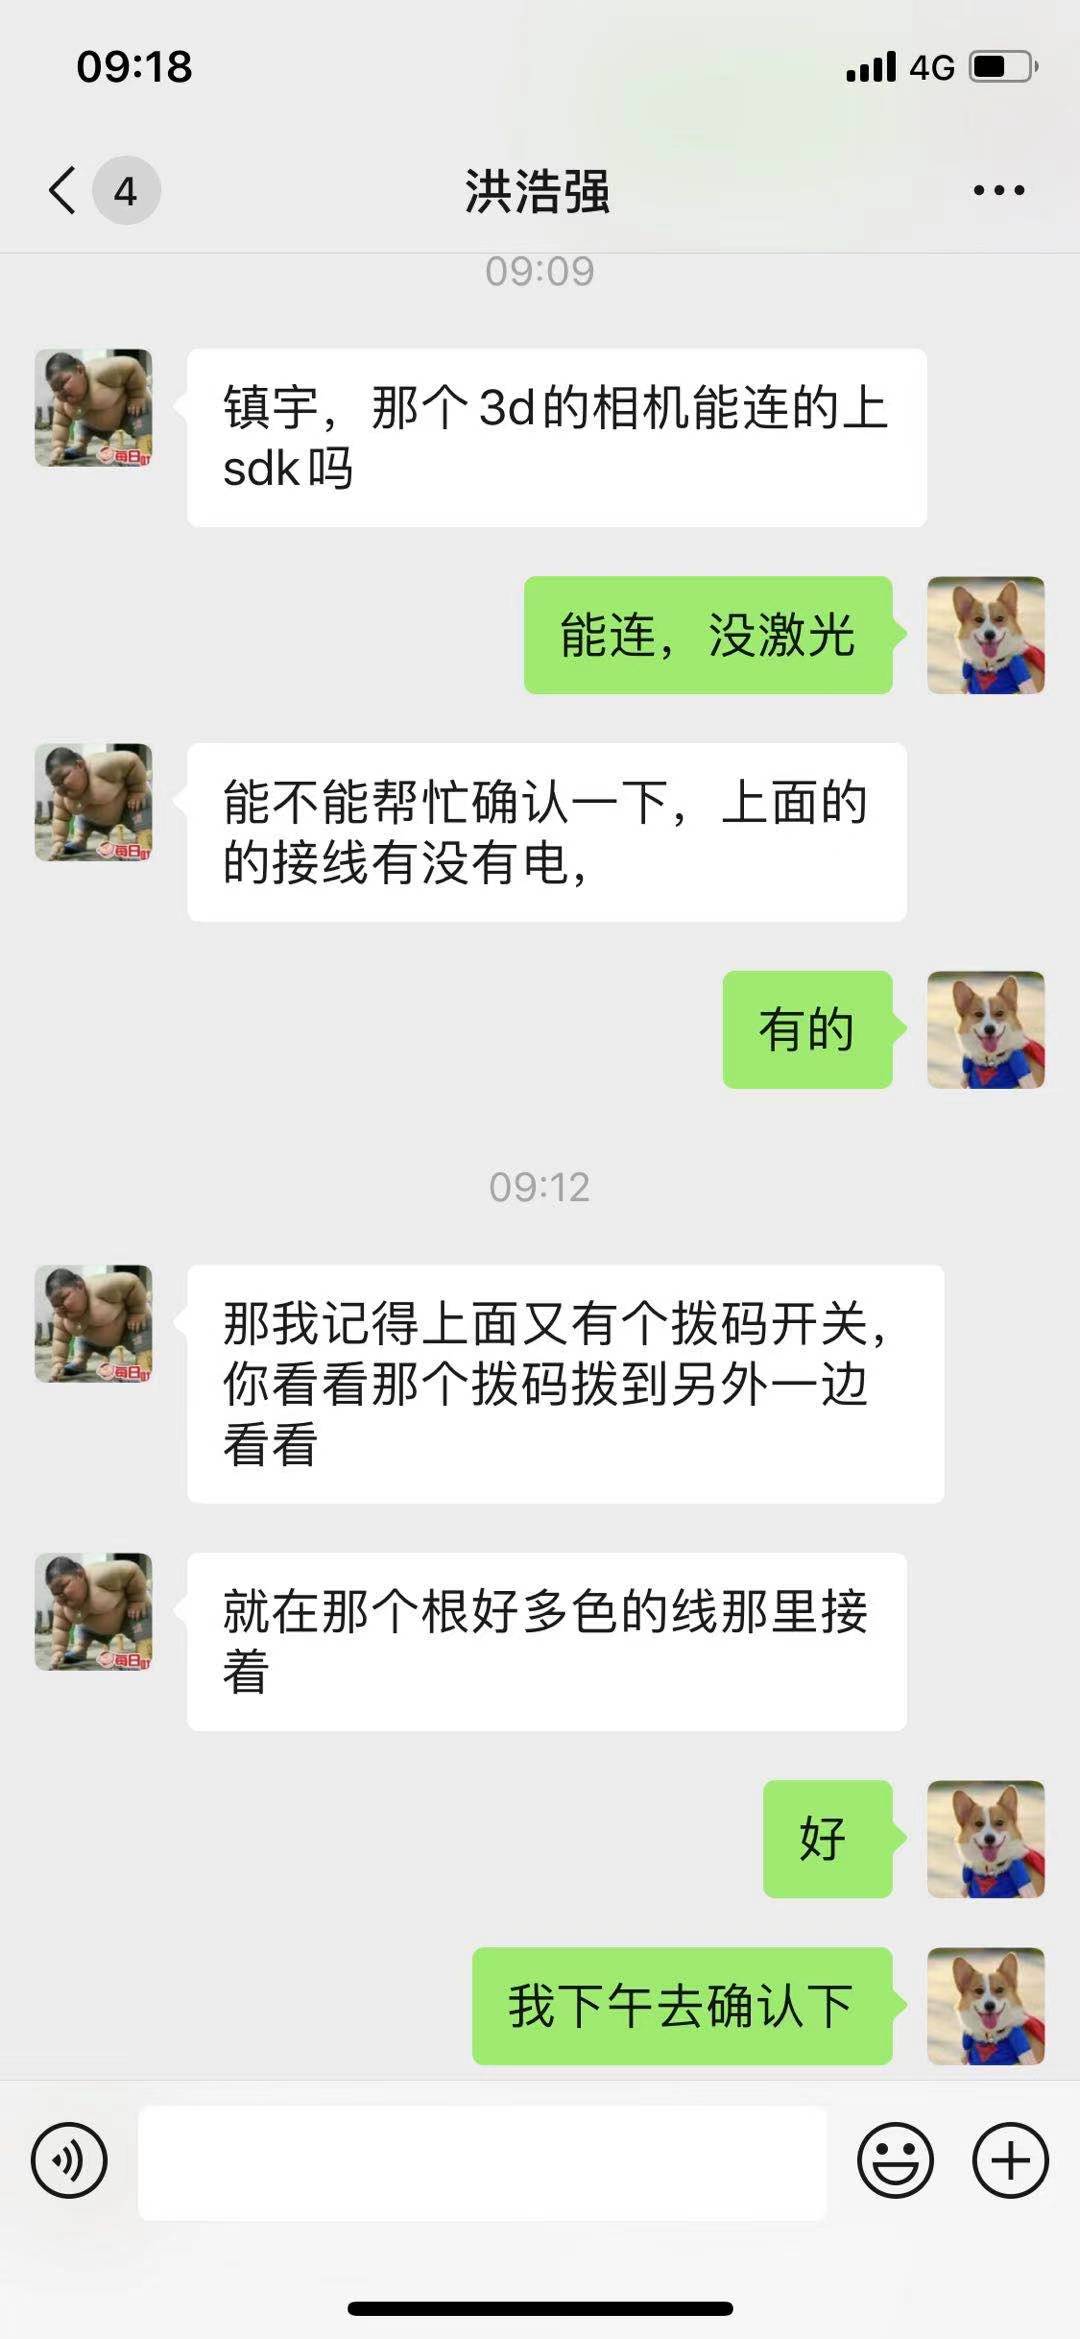 09:18
4G
4
洪浩强
09:09
镇宇，那个3d的相机能连的上
sdk吗
能连，没激光
能不能帮忙确认一下，上面的
的接线有没有电，
有的
09:12
那我记得上面又有个拨码开关，
你看看那个拨码拨到另外一边
看看
就在那个根好多色的线那里接
着
好
我下午去确认下